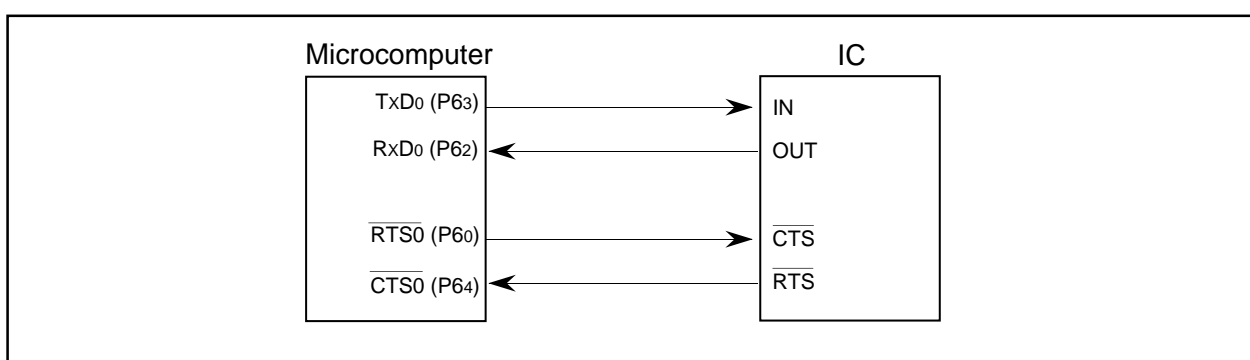 Microcomputer
IC
TxD0 (P63)
IN
RxD0 (P62)
OUT
RTS0 (P60)
CTS
CTS0 (P64)
RTS